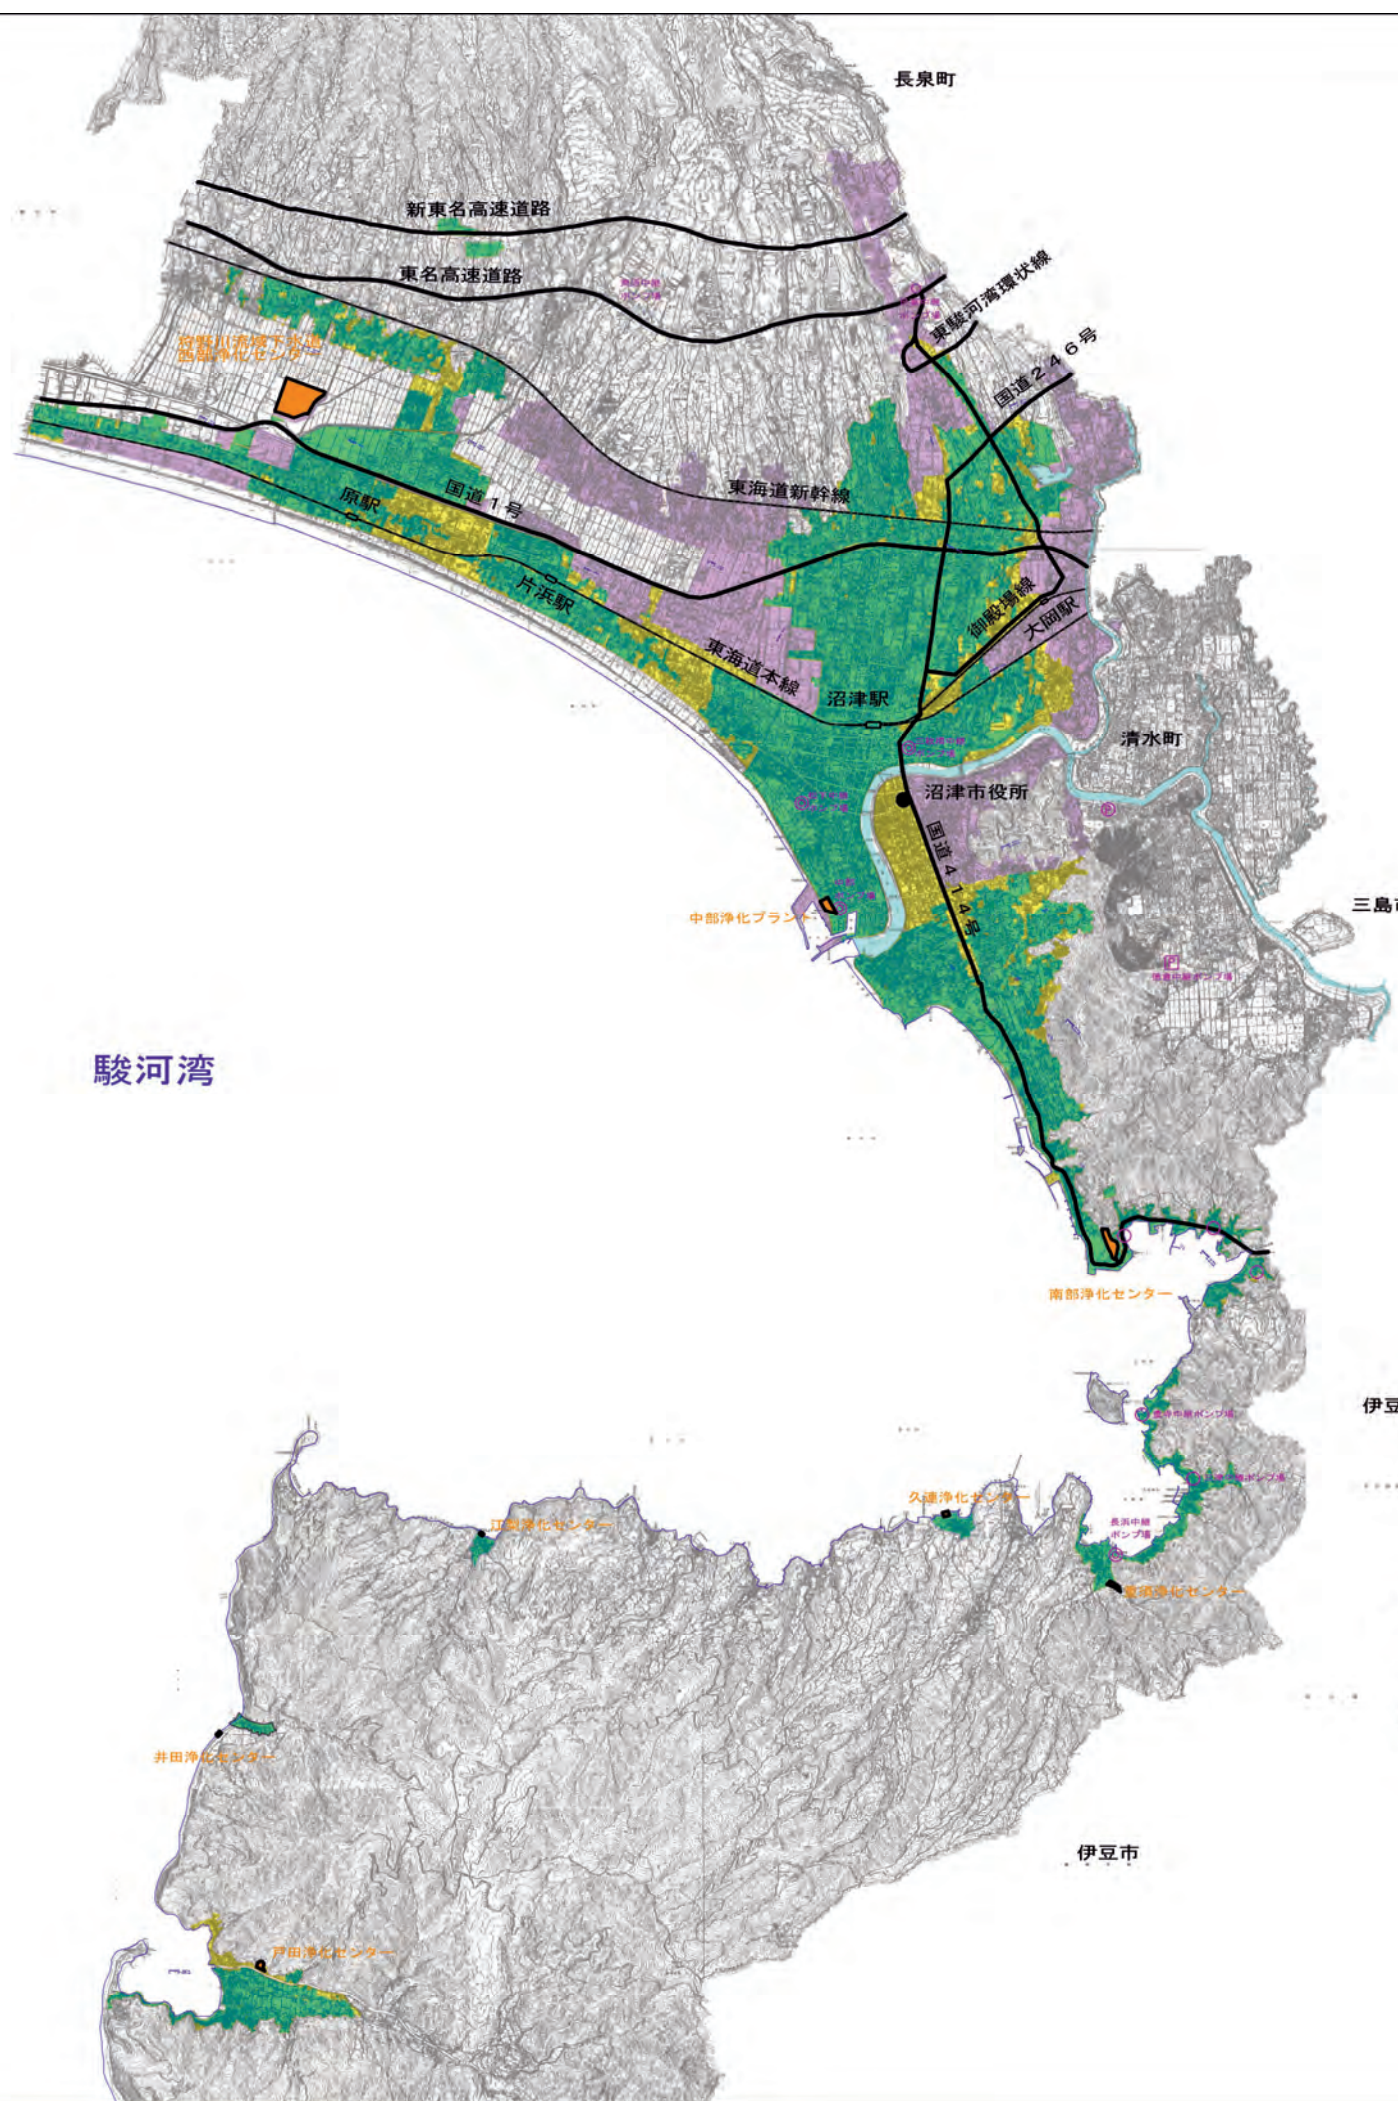 長泉町
新東名高速道路
東名高速道路
東駿河湾環状線
国道246号
狩野川流域下水道
西部浄化センター
東海道新幹線
国道1号
原駅
片浜駅
御殿場線
大岡駅
東海道本線
沼津駅
清水町
沼津市役所
国道414号
中部浄化プラント
三島市
徳倉中継ポンプ場
駿河湾
南部浄化センター
伊豆
久連浄化センター
江梨浄化センター
長浜中継
ポンプ場
重須浄化センター
井田浄化センター
伊豆市
戸田浄化センター